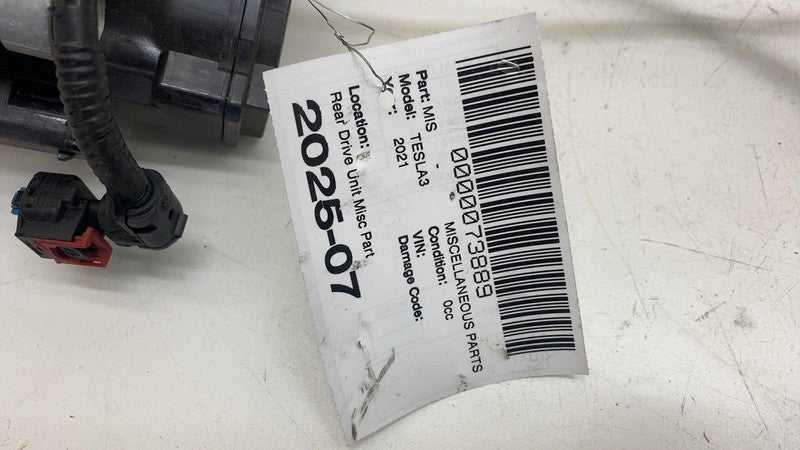 0000073889
Part: MIS - MISCELLANEOUS PARTS
Model: TESLA3 Condition: 0cc
2021 VIN:
Damage Code:
Location:
Rear Drive Unit Misc Part
2025-07